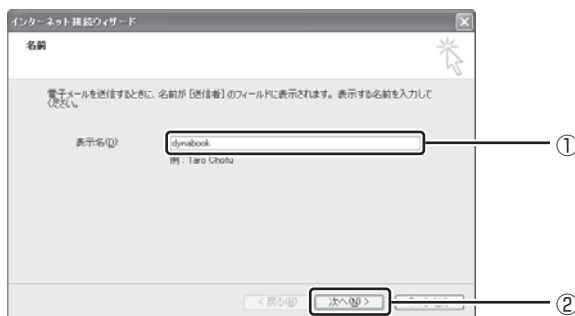 インターネット接続ウィザード
名前
電子メールを送信するときに、名前が [送信者] のフィールドに表示されます。表示する名前を入力して
ください。
表示名(D):
dynabook
①
例 : Taro Chofu
< 戻る(B)
次へ(N) >
②